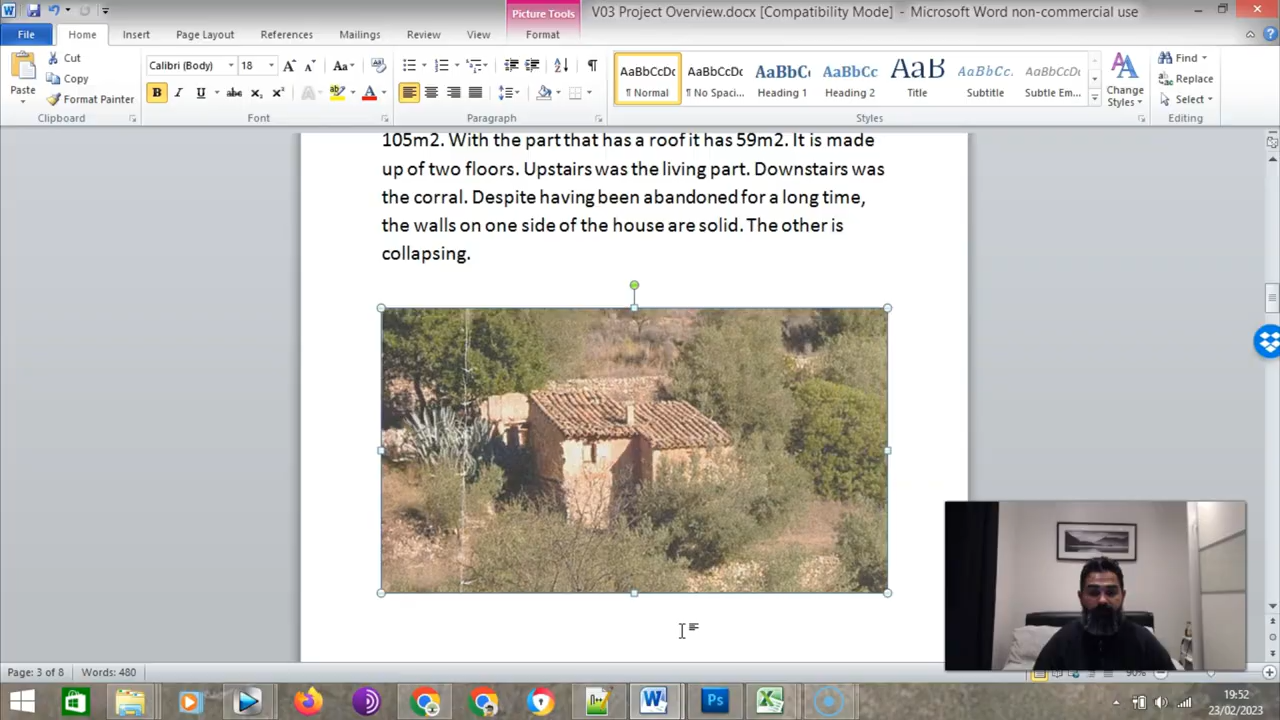 Picture Tools
V03 Project Overview.docx [Compatibility Mode] - Microsoft Word non-commercial use
File Home Insert Page Layout References Mailings Review View Format
Paste
Cut
Copy
Format Painter
Clipboard
Calibri (Body) 18
Font
Paragraph
AaBbCcDc AaBbCcDc AaBbC AaBbCc AaB AaBbCc. AaBbCcDc
¶ Normal ¶ No Spaci... Heading 1 Heading 2 Title Subtitle Subtle Em...
Change
Styles
Styles
Find
Replace
Select
Editing
105m2. With the part that has a roof it has 59m2. It is made
up of two floors. Upstairs was the living part. Downstairs was
the corral. Despite having been abandoned for a long time,
the walls on one side of the house are solid. The other is
collapsing.
Page: 3 of 8 Words: 480
90%
19:52
23/02/2023